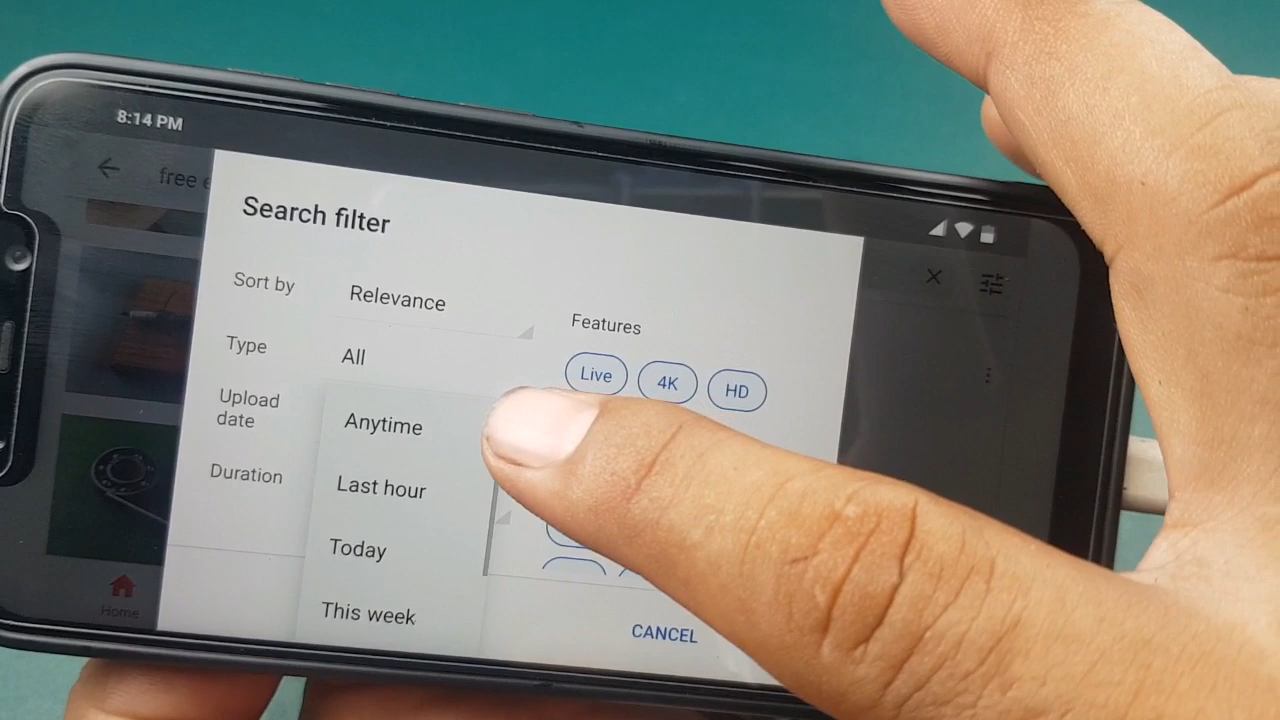 8:14 PM
free e
Search filter
Sort by
Relevance
Features
Type
All
Live
4K
HD
Upload
date
Anytime
Duration
Last hour
Today
This week
CANCEL
Home